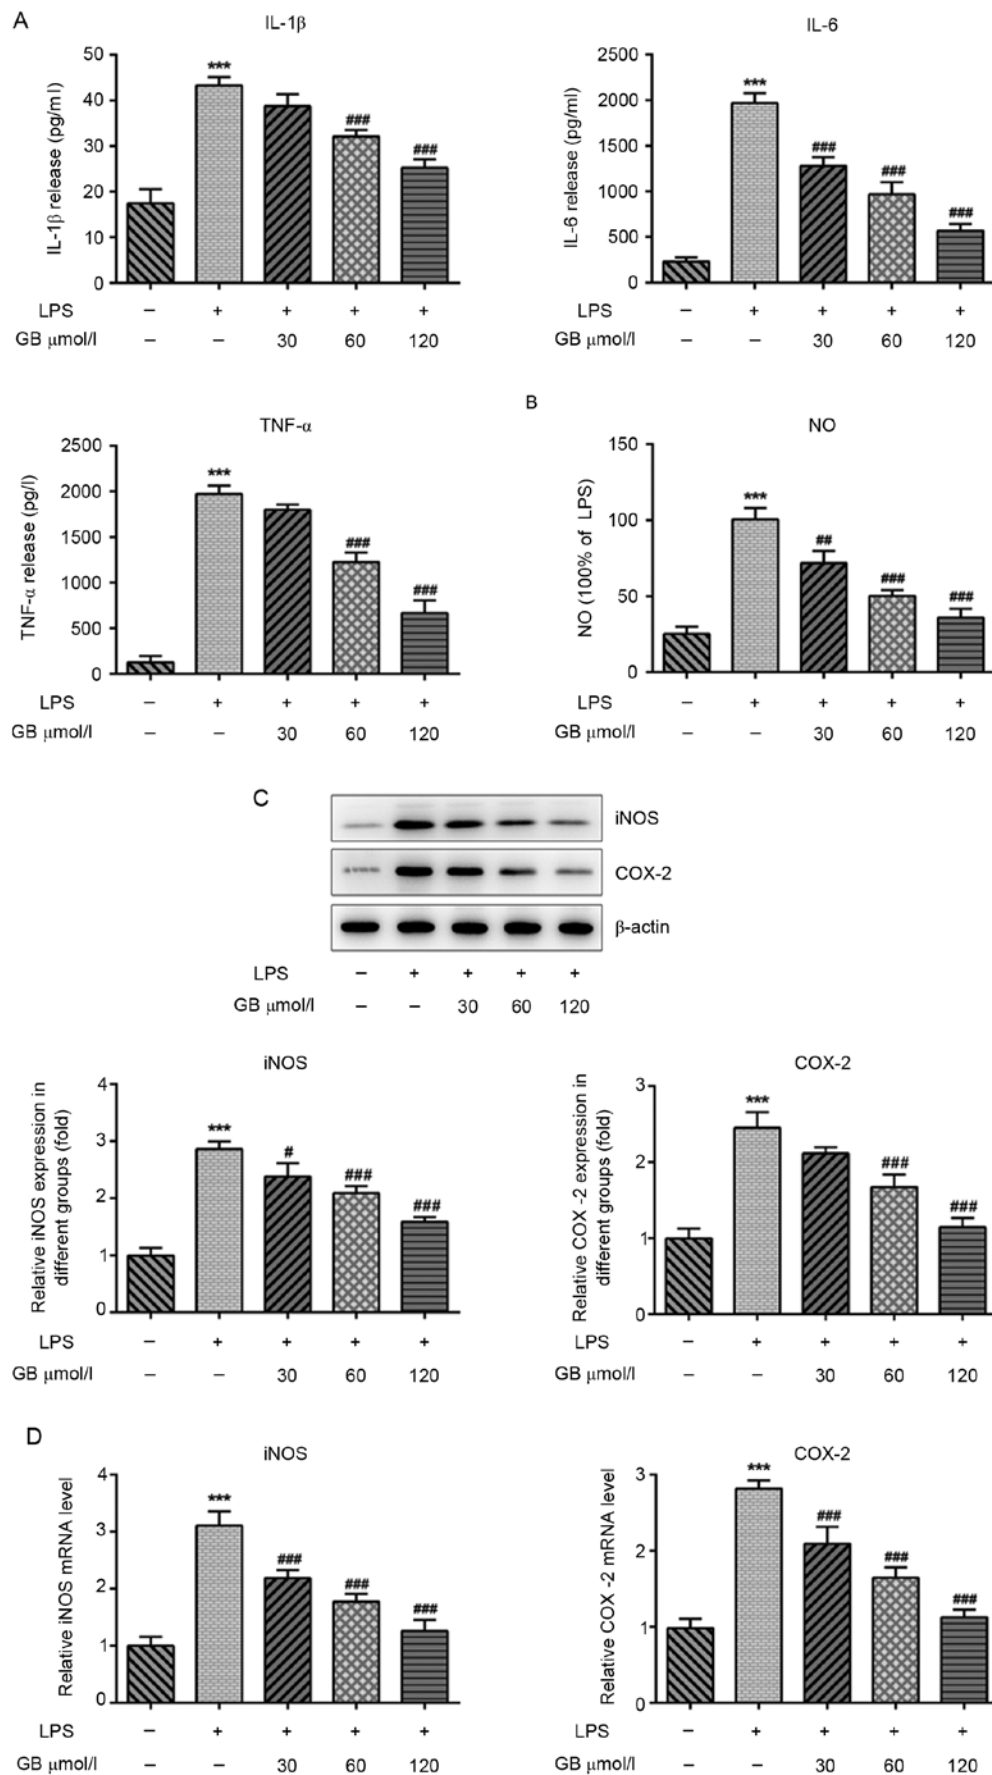 A
IL-1β
IL-1β release (pg/ml)
50
40
30
20
10
0
***
###
###
LPS – + + + +
GB μmol/l – – 30 60 120
IL-6
IL-6 release (pg/ml)
2500
2000
1500
1000
500
0
***
###
###
###
LPS – + + + +
GB μmol/l – – 30 60 120
TNF-α
TNF-α release (pg/l)
2500
2000
1500
1000
500
0
***
###
###
LPS – + + + +
GB μmol/l – – 30 60 120
B
NO
NO (100% of LPS)
150
100
50
0
***
##
###
###
LPS – + + + +
GB μmol/l – – 30 60 120
C
iNOS
COX-2
β-actin
LPS – + + + +
GB μmol/l – – 30 60 120
iNOS
Relative iNOS expression in
different groups (fold)
4
3
2
1
0
***
#
###
###
LPS – + + + +
GB μmol/l – – 30 60 120
COX-2
Relative COX -2 expression in
different groups (fold)
3
2
1
0
***
###
###
LPS – + + + +
GB μmol/l – – 30 60 120
D
iNOS
Relative iNOS mRNA level
4
3
2
1
0
***
###
###
###
LPS – + + + +
GB μmol/l – – 30 60 120
COX-2
Relative COX -2 mRNA level
3
2
1
0
***
###
###
###
LPS – + + + +
GB μmol/l – – 30 60 120